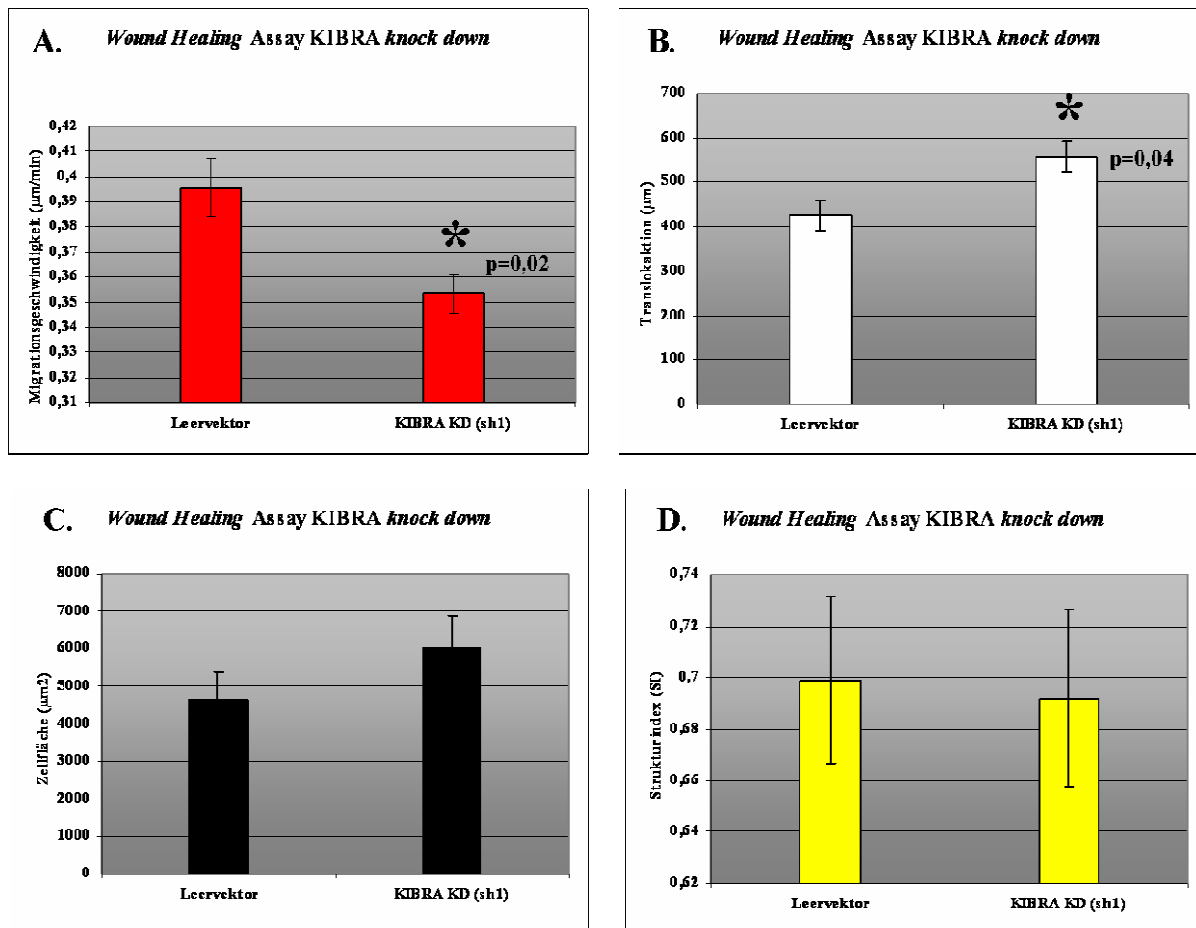 A. Wound Healing Assay KIBRA knock down
Migrationsgeschwindigkeit (µm/min)
0,42
0,41
0,4
0,39
0,38
0,37
0,36
0,35
0,34
0,33
0,32
0,31
*
p=0,02
Leervektor KIBRA KD (sh1)
B. Wound Healing Assay KIBRA knock down
Translokaktion (µm)
700
600
500
400
300
200
100
0
*
p=0,04
Leervektor KIBRA KD (sh1)
C. Wound Healing Assay KIBRA knock down
Zellfläche (µm2)
8000
7000
6000
5000
4000
3000
2000
1000
0
Leervektor KIBRA KD (sh1)
D. Wound Healing Assay KIBRA knock down
Strukturindex (SI)
0,74
0,72
0,7
0,68
0,66
0,64
0,62
Leervektor KIBRA KD (sh1)